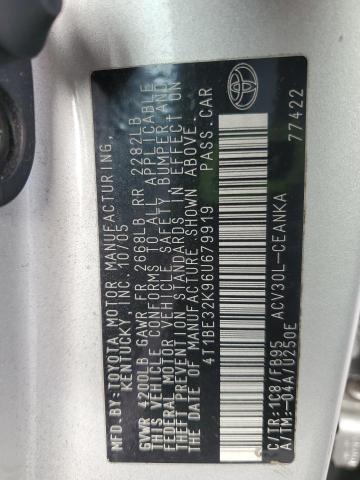 MFD. BY: TOYOTA MOTOR MANUFACTURING,
KENTUCKY, INC. 10/05
GVWR 4200LB GAWR FR 2668LB RR 2282LB
THIS VEHICLE CONFORMS TO ALL APPLICABLE
FEDERAL MOTOR VEHICLE SAFETY, BUMPER AND
THEFT PREVENTION STANDARDS IN EFFECT ON
THE DATE OF MANUFACTURE SHOWN ABOVE.
4T1BE32K96U679919 PASS.CAR
C/TR:1C8/FB95 ACV30L-CEANKA
A/TM:-04A/U250E 77422